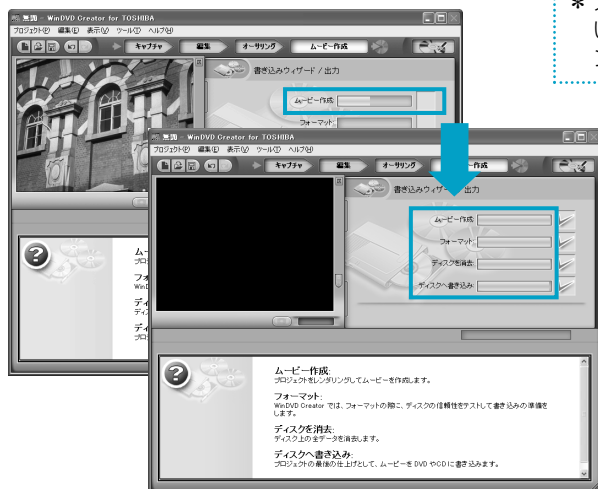 * 
無題 - WinDVD Creator for TOSHIBA
プロジェクト(P) 編集(E) 表示(V) ツール(T) ヘルプ(H)
キャプチャ 編集 オーサリング ムービー作成
書き込みウィザード / 出力
ムービー作成:
フォーマット:
無題 - WinDVD Creator for TOSHIBA
プロジェクト(P) 編集(E) 表示(V) ツール(T) ヘルプ(H)
キャプチャ 編集 オーサリング ムービー作成
書き込みウィザード 出力
ムービー作成:
フォーマット:
ディスクを消去:
ディスクへ書き込み:
ムービー作成:
プロジェクトをレンダリングしてムービーを作成します。
フォーマット:
WinDVD Creator では、フォーマットの際に、ディスクの信頼性をテストして書き込みの準備を
します。
ディスクを消去:
ディスク上の全データを消去します。
ディスクへ書き込み:
プロジェクトの最後の仕上げとして、ムービーを DVD やCD に書き込みます。